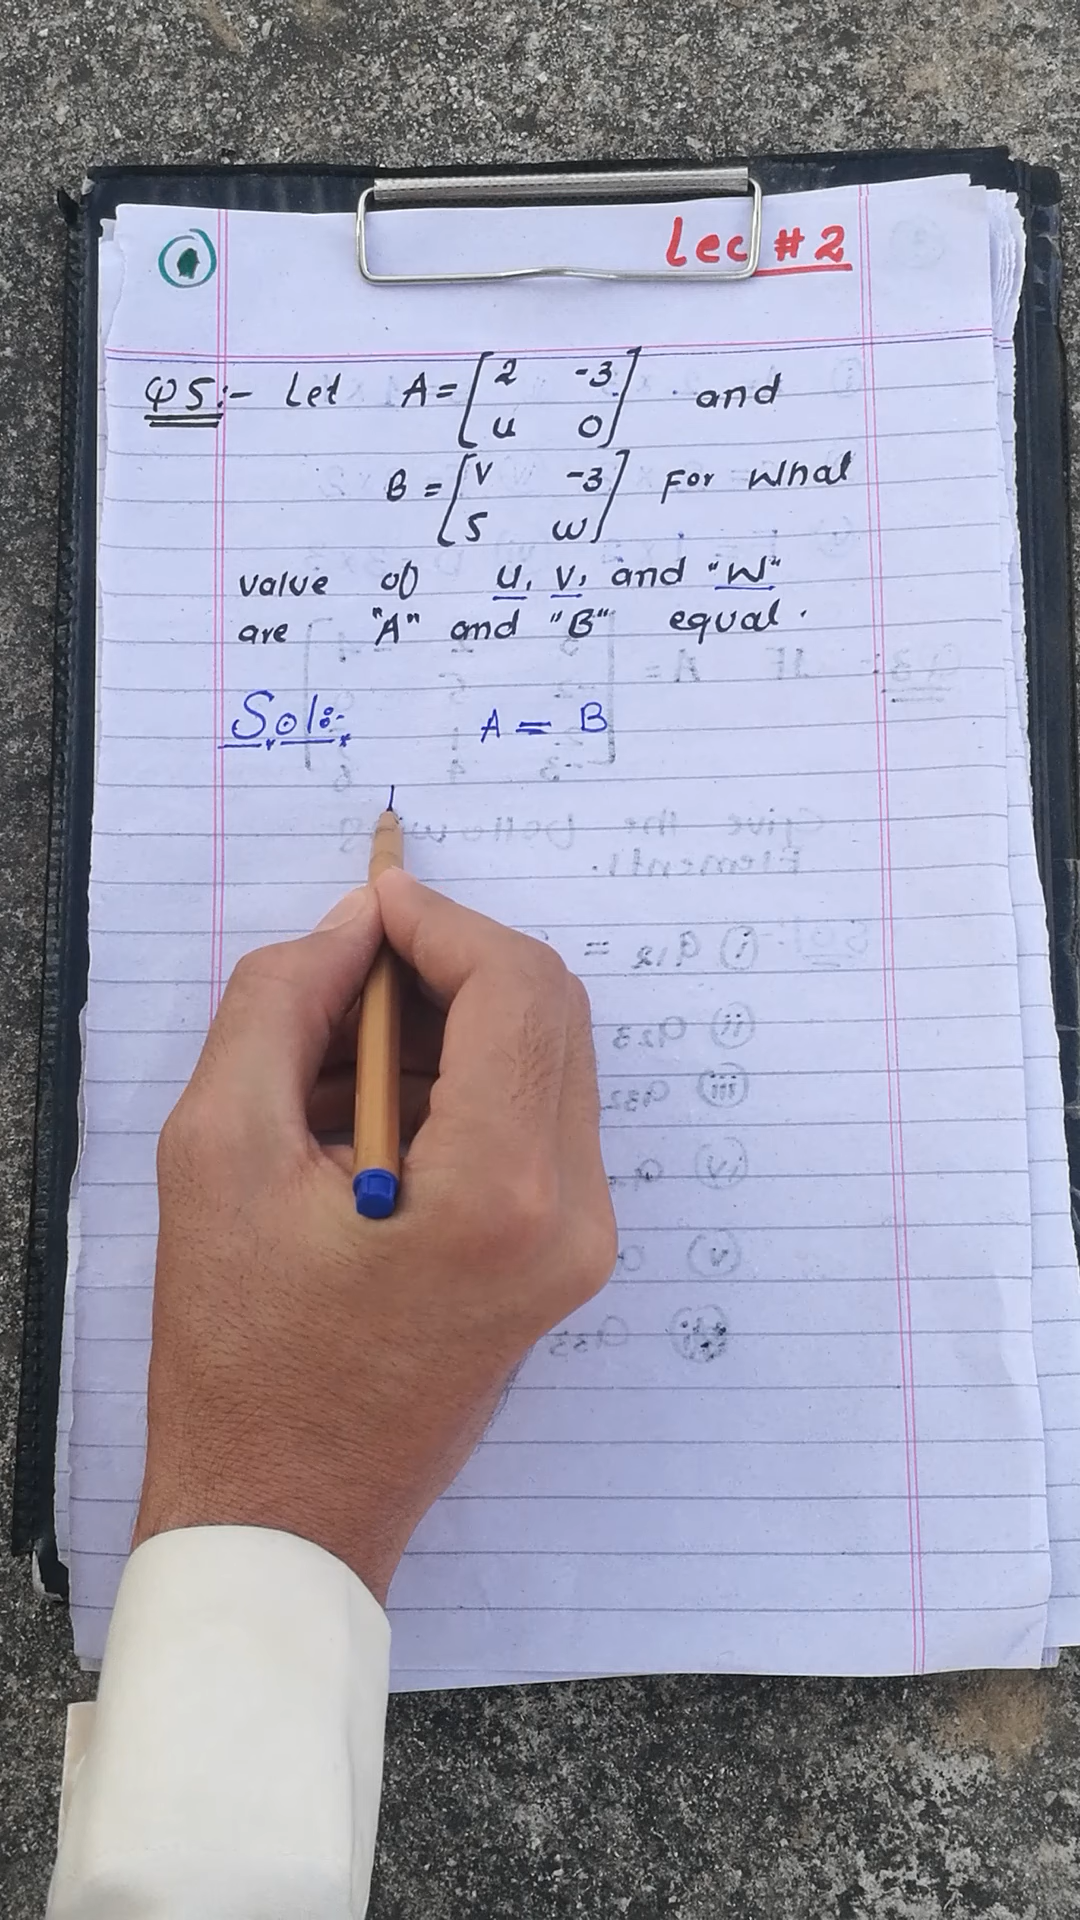 Lec #2
Q5:- Let A = [2 -3
u 0] and
B = [v -3
5 w] For what
value of u, v, and "W"
are "A" and "B" equal.
Sol:- A = B